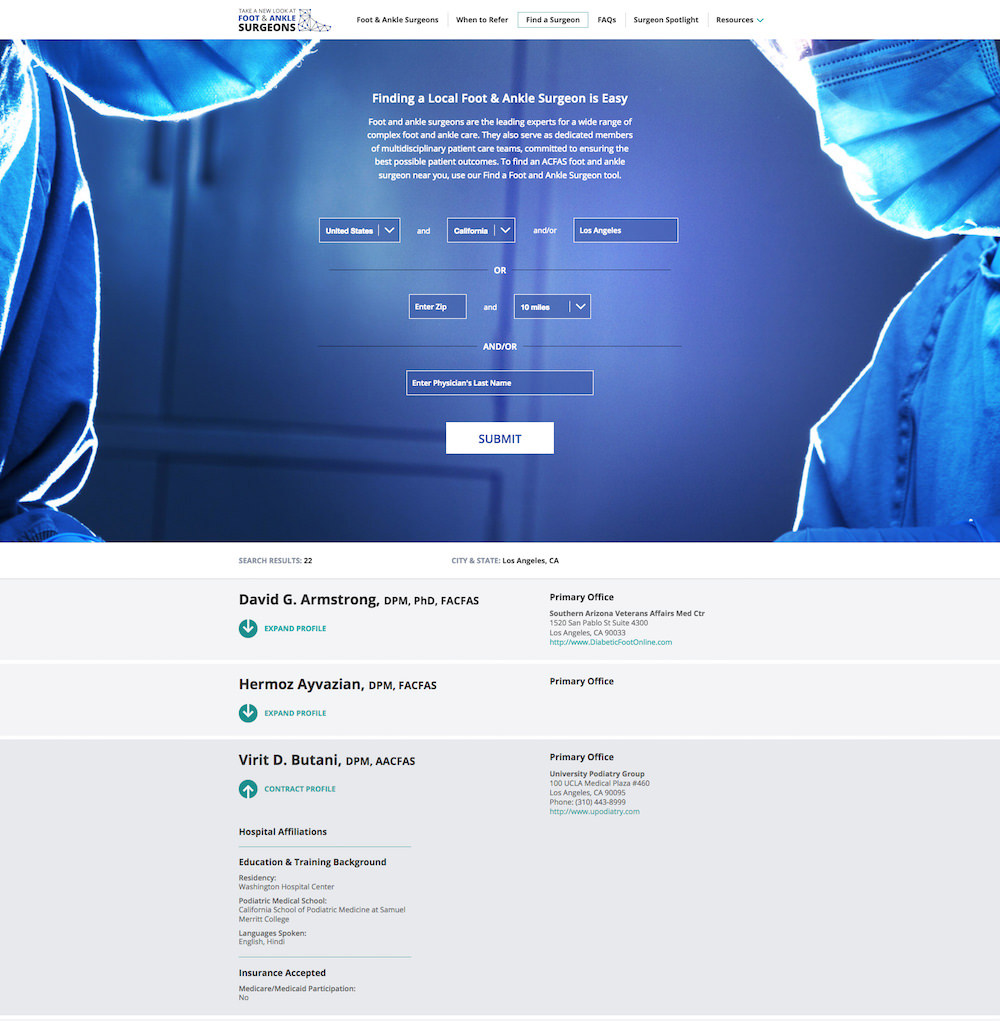 TAKE A NEW LOOK AT
FOOT & ANKLE
SURGEONS
Foot & Ankle Surgeons
When to Refer
Find a Surgeon
FAQs
Surgeon Spotlight
Resources
Finding a Local Foot & Ankle Surgeon is Easy
Foot and ankle surgeons are the leading experts for a wide range of
complex foot and ankle care. They also serve as dedicated members
of multidisciplinary patient care teams, committed to ensuring the
best possible patient outcomes. To find an ACFAS foot and ankle
surgeon near you, use our Find a Foot and Ankle Surgeon tool.
United States and California and/or Los Angeles
OR
Enter Zip and 10 miles
AND/OR
Enter Physician's Last Name
SUBMIT
SEARCH RESULTS: 22
CITY & STATE: Los Angeles, CA
David G. Armstrong, DPM, PhD, FACFAS
EXPAND PROFILE
Primary Office
Southern Arizona Veterans Affairs Med Ctr
1520 San Pablo St Suite 4300
Los Angeles, CA 90033
http://www.DiabeticFootOnline.com
Hermoz Ayvazian, DPM, FACFAS
EXPAND PROFILE
Primary Office
Virit D. Butani, DPM, AACFAS
CONTRACT PROFILE
Primary Office
University Podiatry Group
100 UCLA Medical Plaza #460
Los Angeles, CA 90095
Phone: (310) 443-8999
http://www.upodiatry.com
Hospital Affiliations
Education & Training Background
Residency:
Washington Hospital Center
Podiatric Medical School:
California School of Podiatric Medicine at Samuel
Merritt College
Languages Spoken:
English, Hindi
Insurance Accepted
Medicare/Medicaid Participation:
No